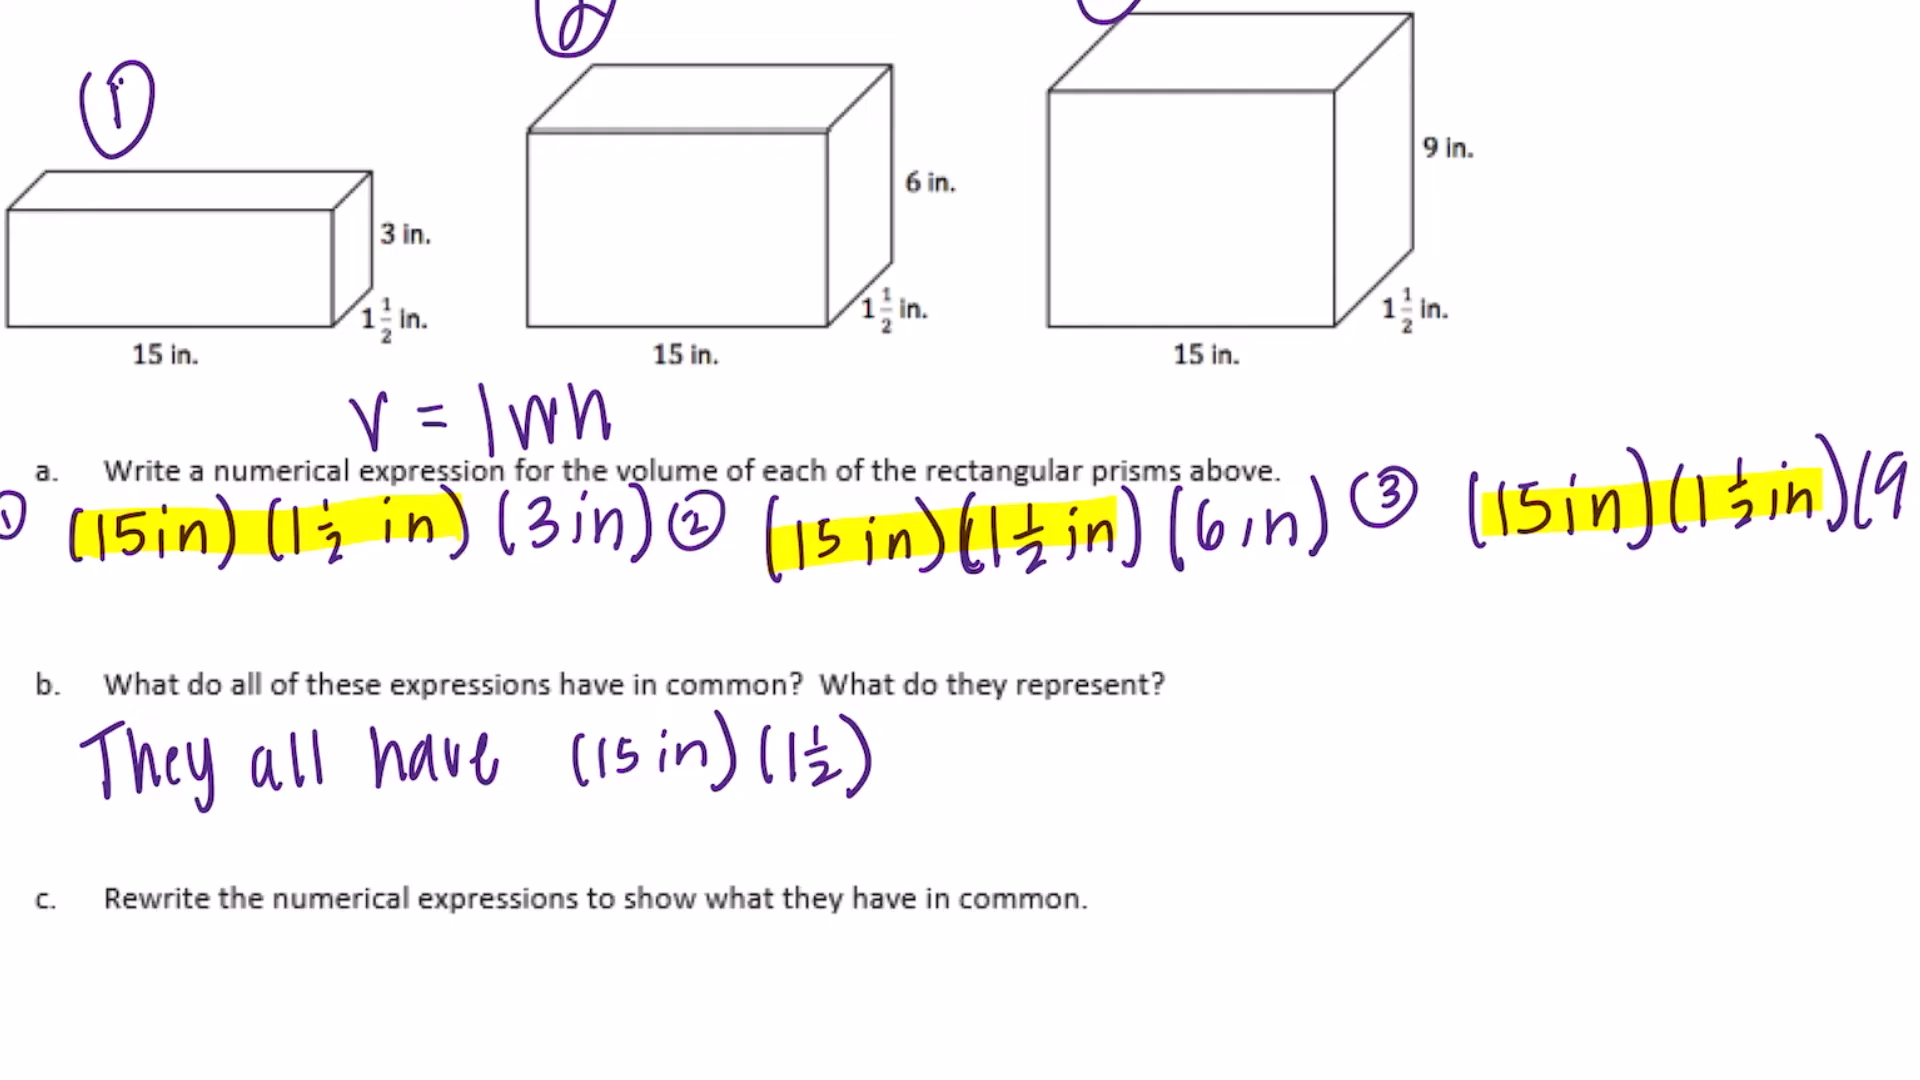 2
1
9 in.
6 in.
3 in.
1 1/2 in.
1 1/2 in.
1 1/2 in.
15 in.
15 in.
15 in.
V = lwh
a. Write a numerical expression for the volume of each of the rectangular prisms above.
1 (15in) (1 1/2 in) (3in) 2 (15 in) (1 1/2 in) (6in) 3 (15in) (1 1/2 in) (9
b. What do all of these expressions have in common? What do they represent?
They all have (15 in) (1 1/2)
c. Rewrite the numerical expressions to show what they have in common.